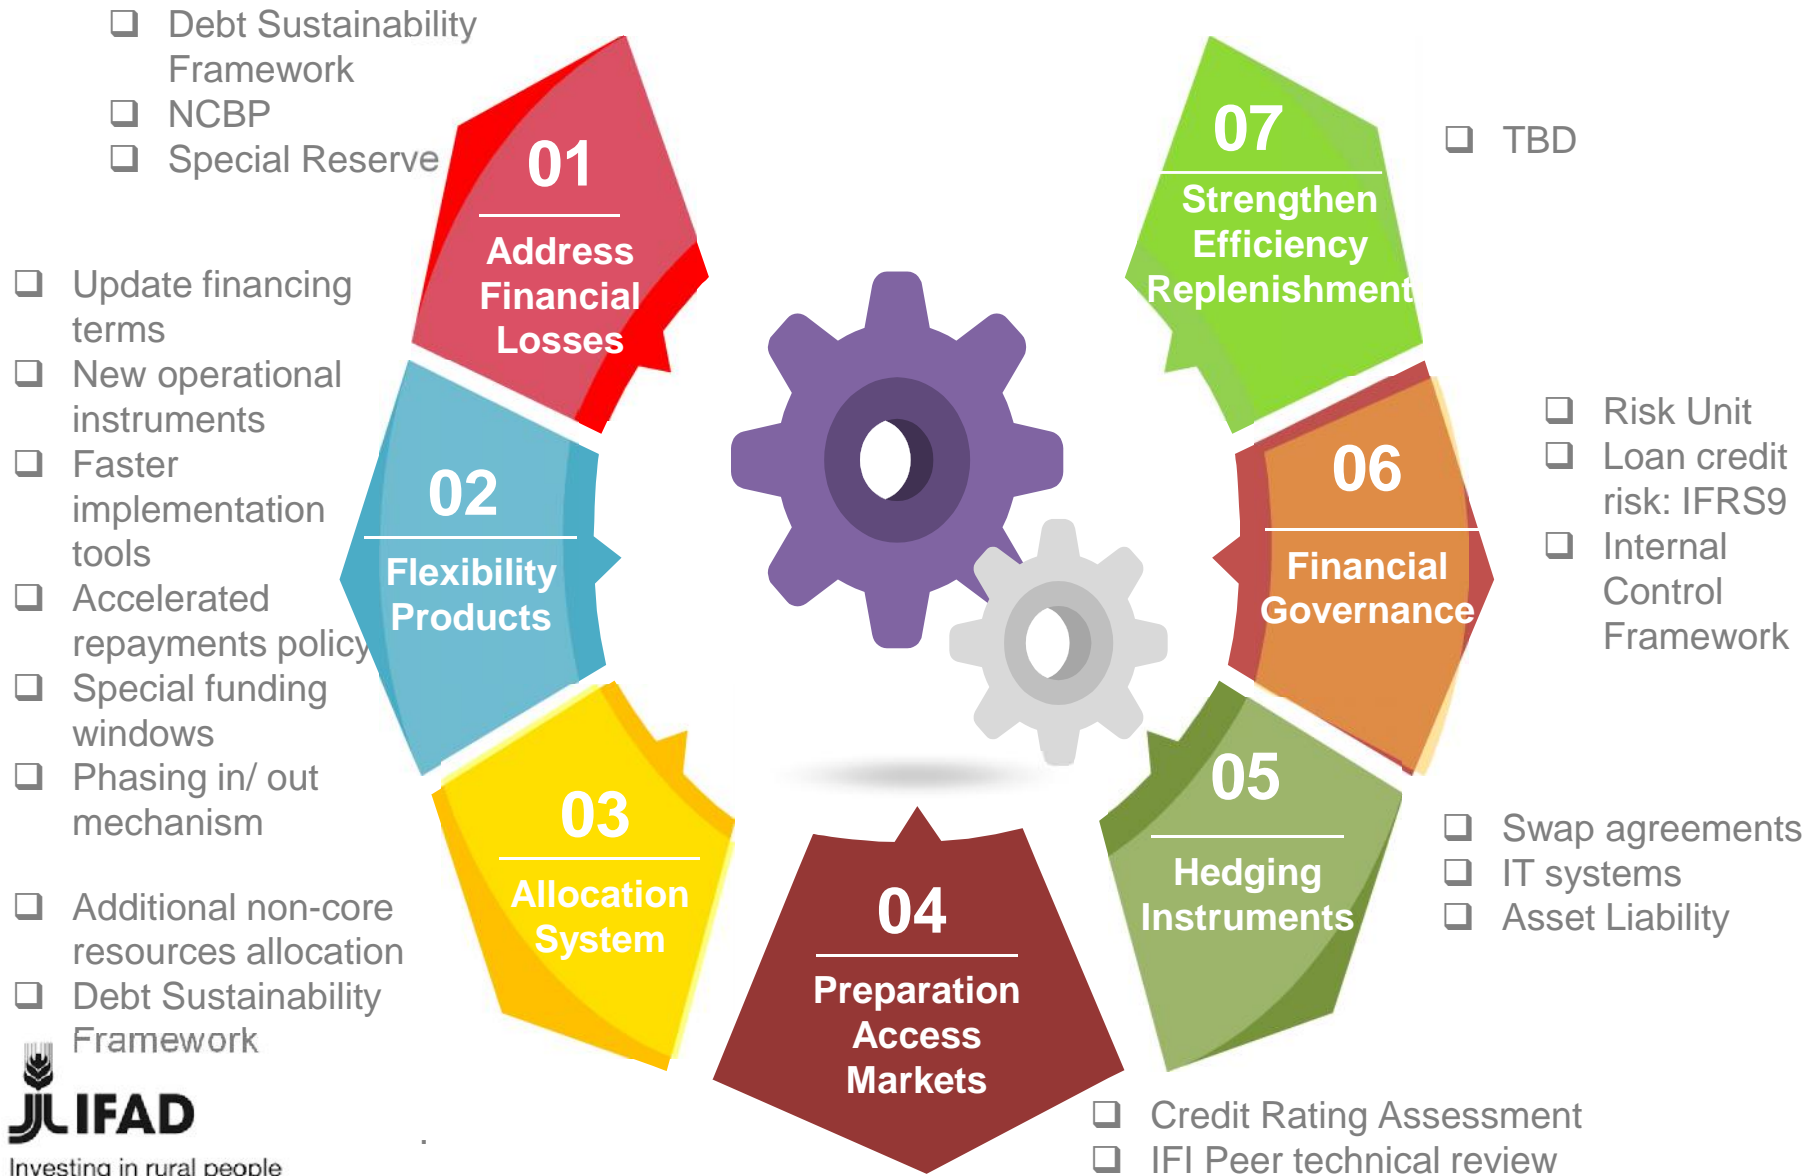 ❑ Debt Sustainability
Framework
❑ NCBP
❑ Special Reserve
01
Address
Financial
Losses
❑ Update financing
terms
❑ New operational
instruments
❑ Faster
implementation
tools
❑ Accelerated
repayments policy
❑ Special funding
windows
❑ Phasing in/ out
mechanism
02
Flexibility
Products
❑ Additional non-core
resources allocation
❑ Debt Sustainability
Framework
03
Allocation
System
04
Preparation
Access
Markets
❑ Credit Rating Assessment
❑ IFI Peer technical review
05
Hedging
Instruments
❑ Swap agreements
❑ IT systems
❑ Asset Liability
06
Financial
Governance
❑ Risk Unit
❑ Loan credit
risk: IFRS9
❑ Internal
Control
Framework
07
Strengthen
Efficiency
Replenishment
❑ TBD
JL IFAD
Investing in rural people
.